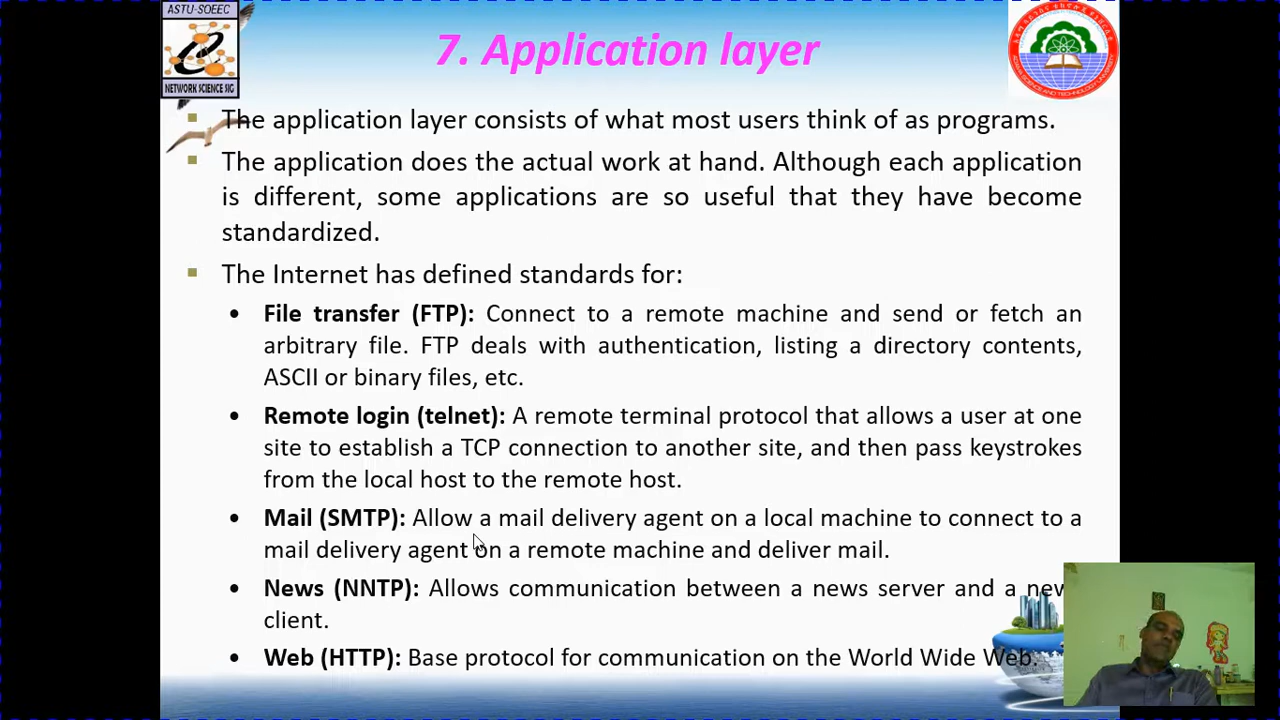 ASTU-SOEEC
NETWORK SCIENCE SIG
7. Application layer
The application layer consists of what most users think of as programs.
The application does the actual work at hand. Although each application
is different, some applications are so useful that they have become
standardized.
The Internet has defined standards for:
File transfer (FTP): Connect to a remote machine and send or fetch an
arbitrary file. FTP deals with authentication, listing a directory contents,
ASCII or binary files, etc.
Remote login (telnet): A remote terminal protocol that allows a user at one
site to establish a TCP connection to another site, and then pass keystrokes
from the local host to the remote host.
Mail (SMTP): Allow a mail delivery agent on a local machine to connect to a
mail delivery agent on a remote machine and deliver mail.
News (NNTP): Allows communication between a news server and a new
client.
Web (HTTP): Base protocol for communication on the World Wide Web.